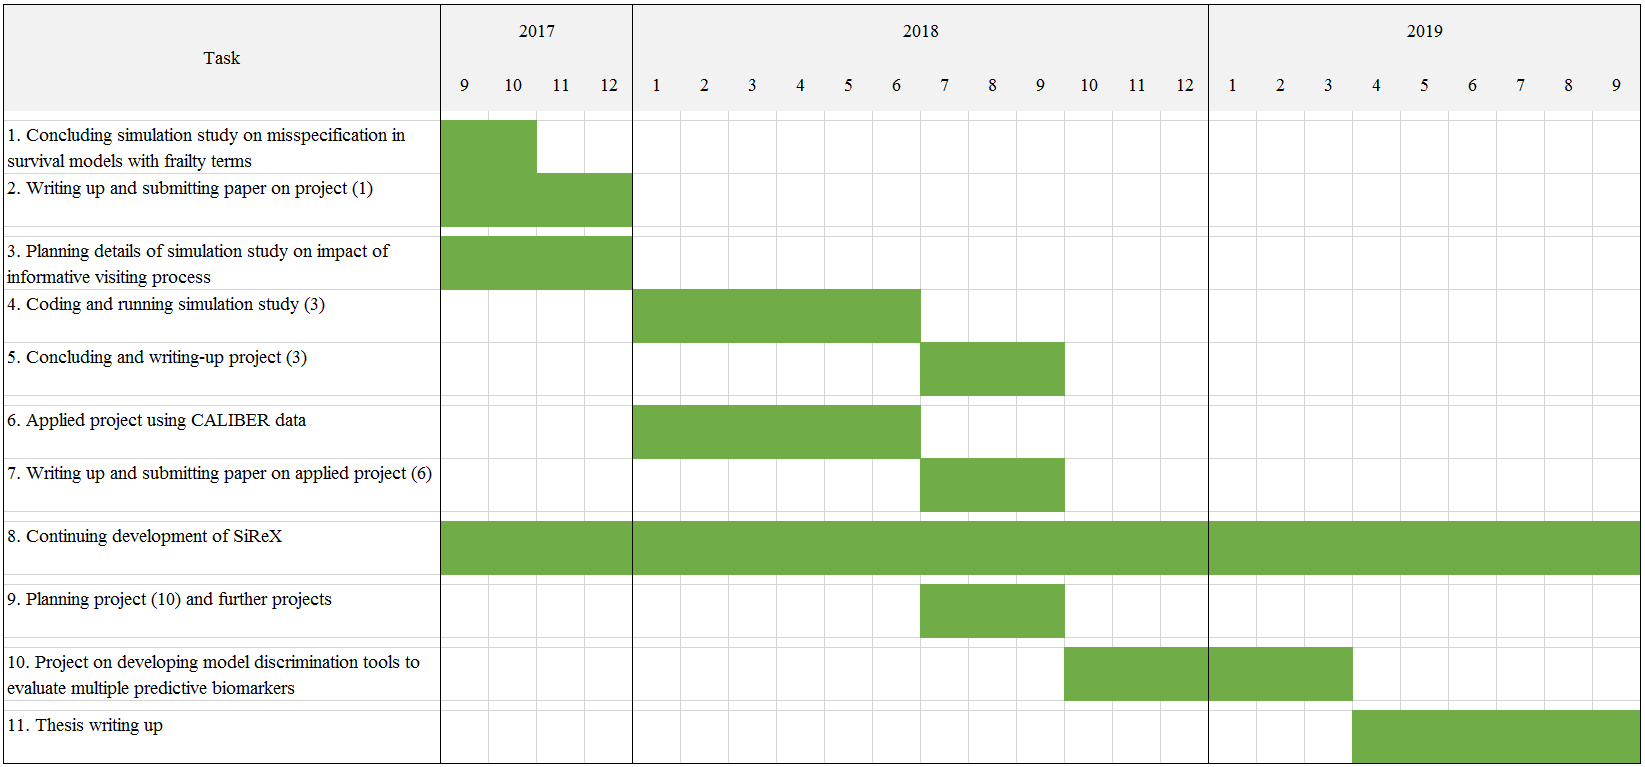 2017 2018 2019
Task
9 10 11 12 1 2 3 4 5 6 7 8 9 10 11 12 1 2 3 4 5 6 7 8 9
1. Concluding simulation study on misspecification in
survival models with frailty terms
2. Writing up and submitting paper on project (1)
3. Planning details of simulation study on impact of
informative visiting process
4. Coding and running simulation study (3)
5. Concluding and writing-up project (3)
6. Applied project using CALIBER data
7. Writing up and submitting paper on applied project (6)
8. Continuing development of SiReX
9. Planning project (10) and further projects
10. Project on developing model discrimination tools to
evaluate multiple predictive biomarkers
11. Thesis writing up